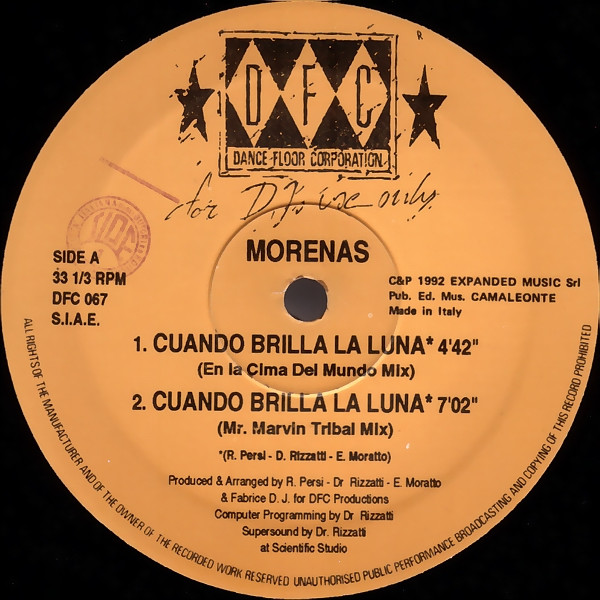 R
D F C
DANCE FLOOR CORPORATION
for D.J. use only
MORENAS
SIDE A
33 1/3 RPM
DFC 067
S.I.A.E.
C&P 1992 EXPANDED MUSIC Srl
Pub. Ed. Mus. CAMALEONTE
Made in Italy
1. CUANDO BRILLA LA LUNA* 4'42"
(En la Cima Del Mundo Mix)
2. CUANDO BRILLA LA LUNA* 7'02"
(Mr. Marvin Tribal Mix)
*(R. Persi - D. Rizzatti - E. Moratto)
Produced & Arranged by R. Persi - Dr Rizzatti - E. Moratto
& Fabrice D. J. for DFC Productions
Computer Programming by Dr Rizzatti
Supersound by Dr. Rizzatti
at Scientific Studio
ALL RIGHTS OF THE MANUFACTURER AND OF THE OWNER OF THE RECORDED WORK RESERVED UNAUTHORISED PUBLIC PERFORMANCE BROADCASTING AND COPYING OF THIS RECORD PROHIBITED